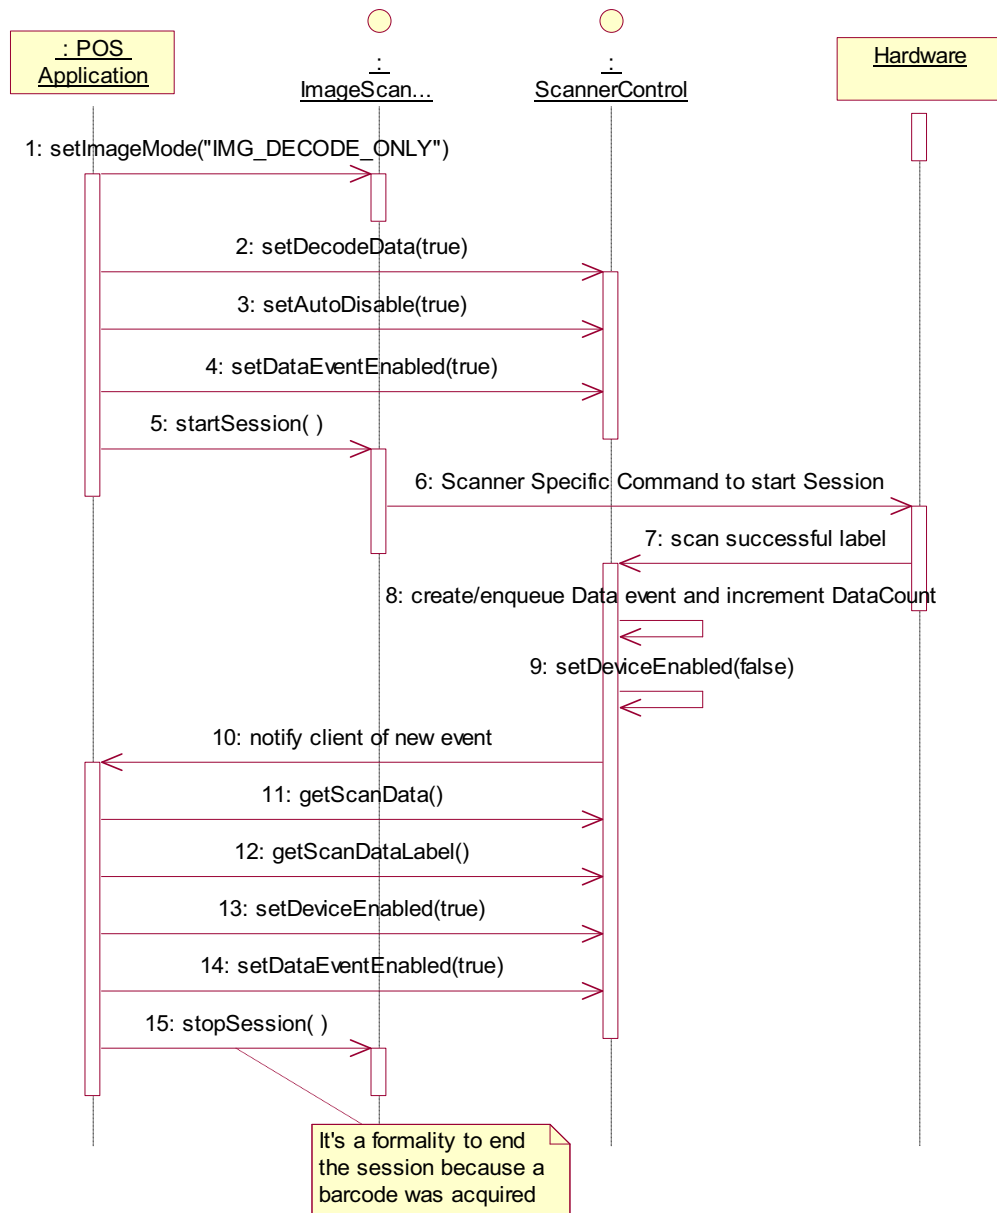 : POS
Application
:
ImageScan...
:
ScannerControl
Hardware
1: setImageMode("IMG_DECODE_ONLY")
2: setDecodeData(true)
3: setAutoDisable(true)
4: setDataEventEnabled(true)
5: startSession( )
6: Scanner Specific Command to start Session
7: scan successful label
8: create/enqueue Data event and increment DataCount
9: setDeviceEnabled(false)
10: notify client of new event
11: getScanData()
12: getScanDataLabel()
13: setDeviceEnabled(true)
14: setDataEventEnabled(true)
15: stopSession( )
It's a formality to end
the session because a
barcode was acquired